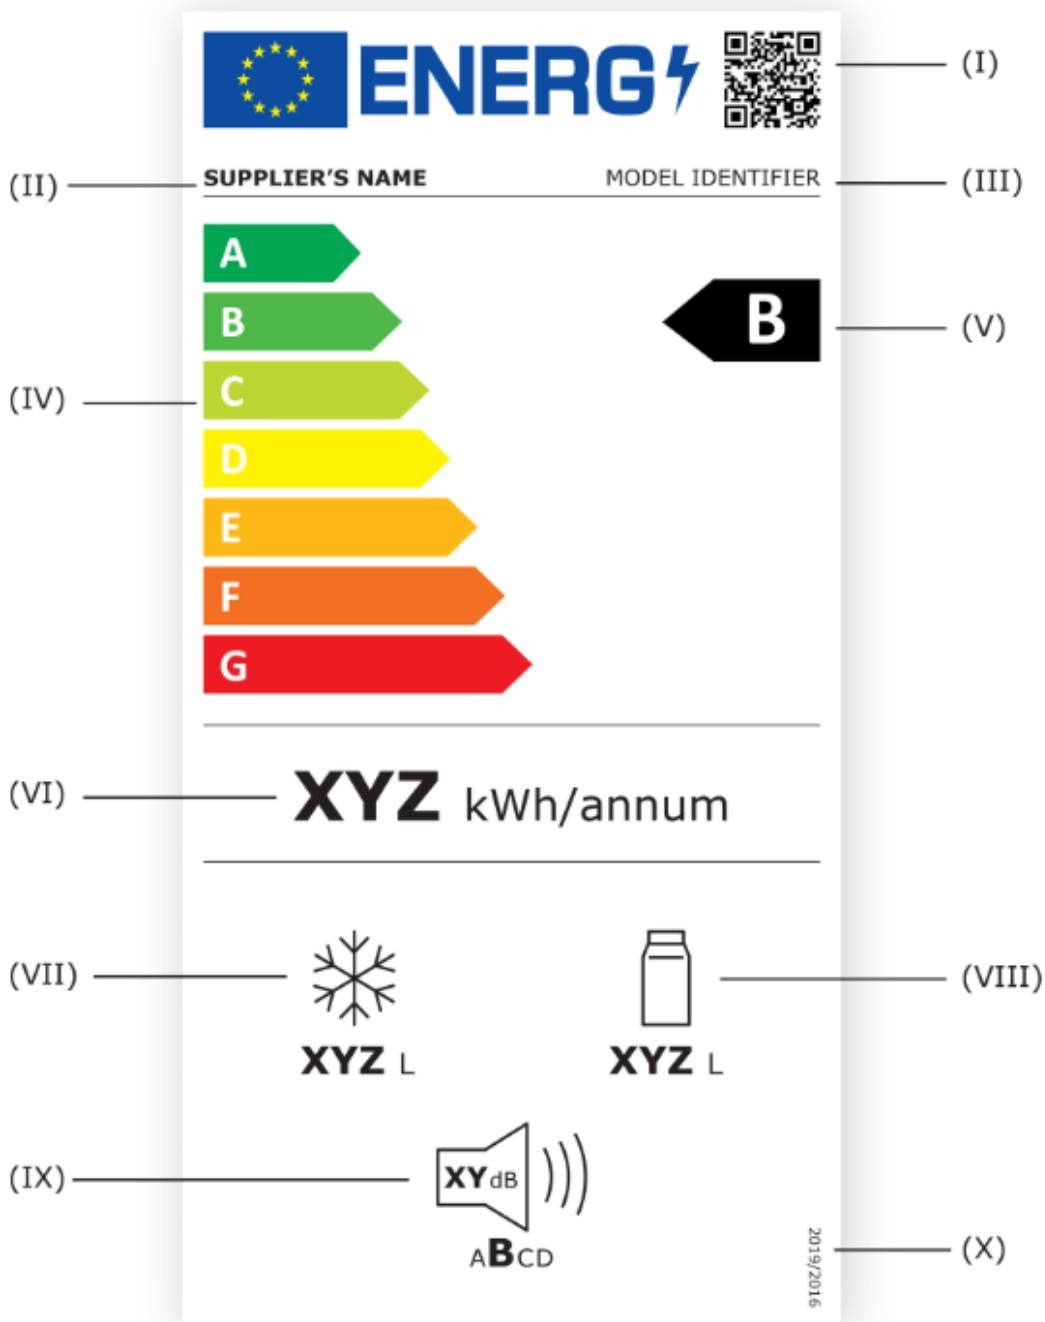 ENERG
(I)
(II)
SUPPLIER'S NAME
MODEL IDENTIFIER
(III)
A
B
B
(V)
(IV)
C
D
E
F
G
(VI)
XYZ kWh/annum
(VII)
(VIII)
XYZ L
XYZ L
(IX)
XY dB
ABCD
2019/2016
(X)